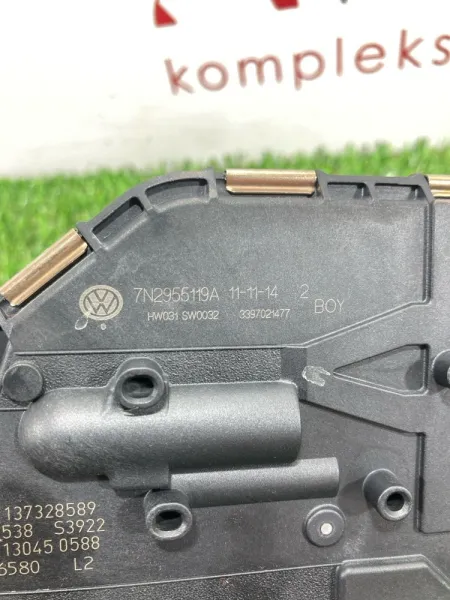 kompleks
7N2955119A 11-11-14 2
HW031 SW0032 3397021477 BOY
137328589
538 S3922
13045 0588
6580 L2